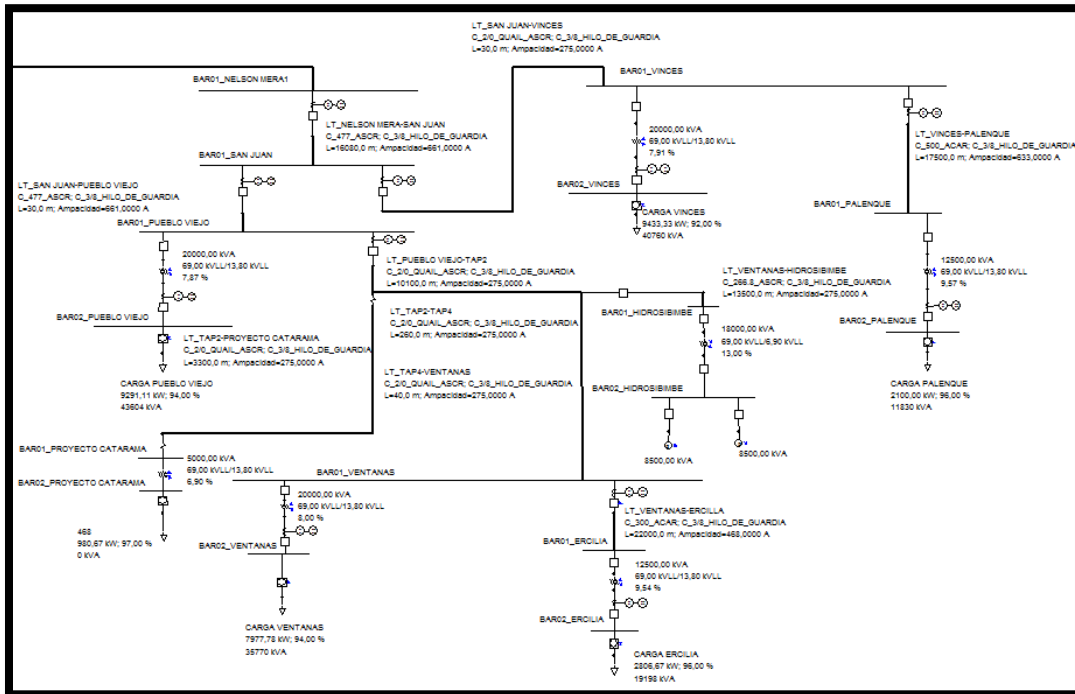 LT_SAN JUAN-VINCES
C_2/0_QUAIL_ASCR; C_3/8_HILO_DE_GUARDIA
L=30,0 m; Ampacidad=275,0000 A
BAR01_NELSON MERA1
BAR01_VINCES
LT_NELSON MERA-SAN JUAN
C_477_ASCR; C_3/8_HILO_DE_GUARDIA
L=16080,0 m; Ampacidad=661,0000 A
20000,00 kVA
69,00 kVLL/13,80 kVLL
7,91 %
LT_VINCES-PALENQUE
C_500_ACAR; C_3/8_HILO_DE_GUARDIA
L=17500,0 m; Ampacidad=633,0000 A
BAR01_SAN JUAN
LT_SAN JUAN-PUEBLO VIEJO
C_477_ASCR; C_3/8_HILO_DE_GUARDIA
L=30,0 m; Ampacidad=661,0000 A
BAR02_VINCES
CARGA VINCES
9433,33 kW; 92,00 %
40760 kVA
BAR01_PALENQUE
BAR01_PUEBLO VIEJO
20000,00 kVA
69,00 kVLL/13,80 kVLL
7,87 %
LT_PUEBLO VIEJO-TAP2
C_2/0_QUAIL_ASCR; C_3/8_HILO_DE_GUARDIA
L=10100,0 m; Ampacidad=275,0000 A
LT_VENTANAS-HIDROSIBIMBE
C_266.8_ASCR; C_3/8_HILO_DE_GUARDIA
L=13500,0 m; Ampacidad=275,0000 A
12500,00 kVA
69,00 kVLL/13,80 kVLL
9,57 %
BAR01_HIDROSIBIMBE
BAR02_PUEBLO VIEJO
LT_TAP2-TAP4
C_2/0_QUAIL_ASCR; C_3/8_HILO_DE_GUARDIA
L=260,0 m; Ampacidad=275,0000 A
18000,00 kVA
69,00 kVLL/6,90 kVLL
13,00 %
BAR02_PALENQUE
LT_TAP2-PROYECTO CATARAMA
C_2/0_QUAIL_ASCR; C_3/8_HILO_DE_GUARDIA
L=3300,0 m; Ampacidad=275,0000 A
LT_TAP4-VENTANAS
C_2/0_QUAIL_ASCR; C_3/8_HILO_DE_GUARDIA
L=40,0 m; Ampacidad=275,0000 A
CARGA PUEBLO VIEJO
9291,11 kW; 94,00 %
43604 kVA
BAR02_HIDROSIBIMBE
CARGA PALENQUE
2100,00 kW; 96,00 %
11830 kVA
8500,00 kVA
8500,00 kVA
BAR01_PROYECTO CATARAMA
5000,00 kVA
69,00 kVLL/13,80 kVLL
6,90 %
BAR02_PROYECTO CATARAMA
BAR01_VENTANAS
20000,00 kVA
69,00 kVLL/13,80 kVLL
8,00 %
LT_VENTANAS-ERCILLA
C_300_ACAR; C_3/8_HILO_DE_GUARDIA
L=22000,0 m; Ampacidad=468,0000 A
468
980,67 kW; 97,00 %
0 kVA
BAR02_VENTANAS
BAR01_ERCILIA
12500,00 kVA
69,00 kVLL/13,80 kVLL
9,54 %
BAR02_ERCILIA
CARGA VENTANAS
7977,78 kW; 94,00 %
35770 kVA
CARGA ERCILIA
2806,67 kW; 96,00 %
19198 kVA